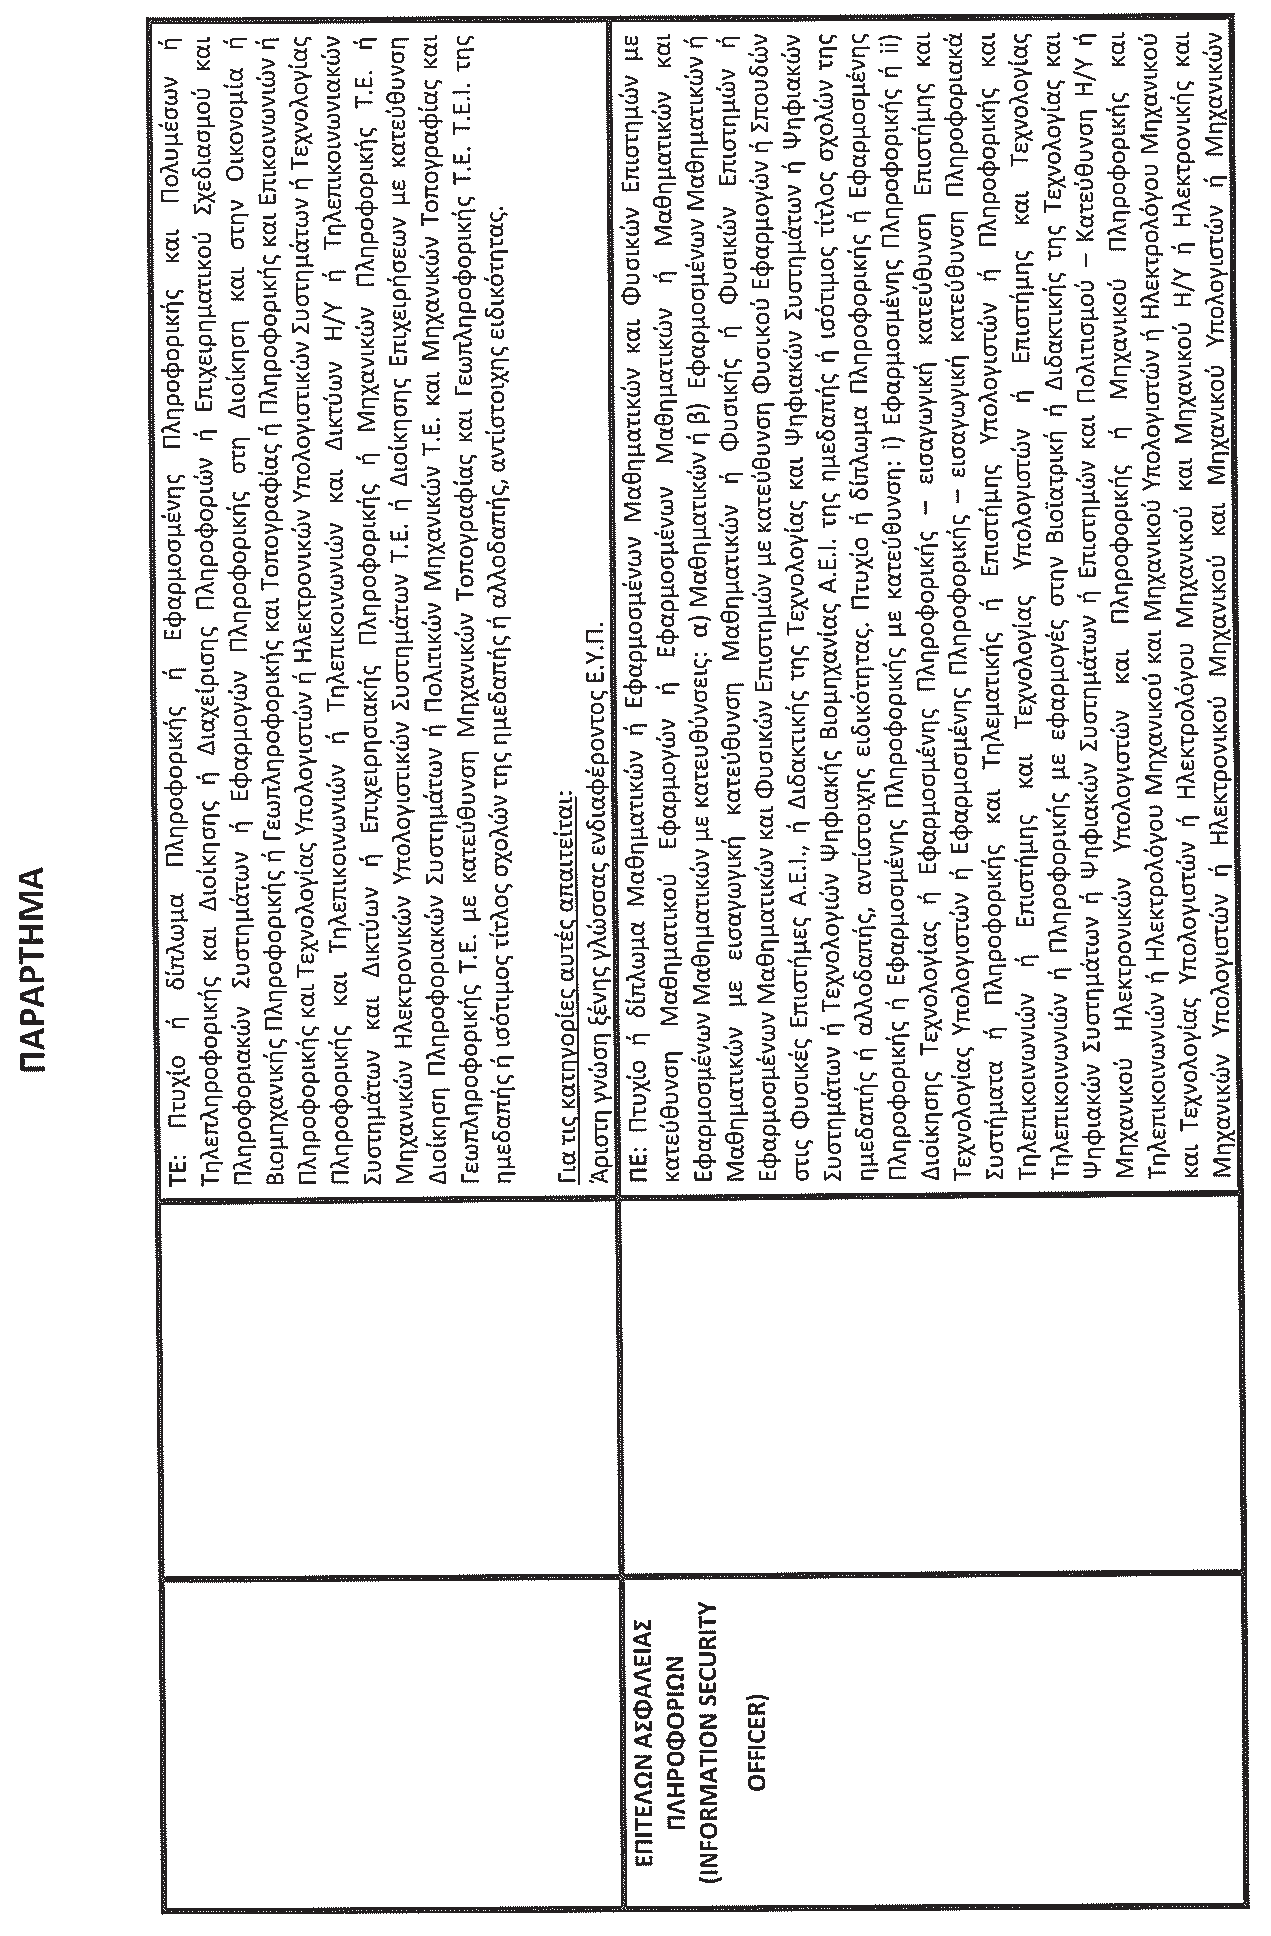 ΠΑΡΑΡΤΗΜΑ
ΤΕ: Πτυχίο ή δίπλωμα Πληροφορικής ή Εφαρμοσμένης Πληροφορικής και Πολυμέσων ή
Τηλεπληροφορικής και Διοίκησης ή Διαχείρισης Πληροφοριών ή Επιχειρηματικού Σχεδιασμού και
Πληροφοριακών Συστημάτων ή Εφαρμογών Πληροφορικής στη Διοίκηση και στην Οικονομία ή
Βιομηχανικής Πληροφορικής ή Γεωπληροφορικής και Τοπογραφίας ή Πληροφορικής και Επικοινωνιών ή
Πληροφορικής και Τεχνολογίας Υπολογιστών ή Ηλεκτρονικών Υπολογιστικών Συστημάτων ή Τεχνολογίας
Πληροφορικής και Τηλεπικοινωνιών ή Τηλεπικοινωνιών και Δικτύων Η/Υ ή Τηλεπικοινωνιακών
Συστημάτων και Δικτύων ή Επιχειρησιακής Πληροφορικής ή Μηχανικών Πληροφορικής Τ.Ε. ή
Μηχανικών Ηλεκτρονικών Υπολογιστικών Συστημάτων Τ.Ε. ή Διοίκησης Επιχειρήσεων με κατεύθυνση
Διοίκηση Πληροφοριακών Συστημάτων ή Πολιτικών Μηχανικών Τ.Ε. και Μηχανικών Τοπογραφίας και
Γεωπληροφορικής Τ.Ε. με κατεύθυνση Μηχανικών Τοπογραφίας και Γεωπληροφορικής Τ.Ε. Τ.Ε.Ι. της
ημεδαπής ή ισότιμος τίτλος σχολών της ημεδαπής ή αλλοδαπής, αντίστοιχης ειδικότητας.
Για τις κατηγορίες αυτές απαιτείται:
Άριστη γνώση ξένης γλώσσας ενδιαφέροντος Ε.Υ.Π.
ΕΠΙΤΕΛΩΝ ΑΣΦΑΛΕΙΑΣ
ΠΛΗΡΟΦΟΡΙΩΝ
(INFORMATION SECURITY
OFFICER)
ΠΕ: Πτυχίο ή δίπλωμα Μαθηματικών ή Εφαρμοσμένων Μαθηματικών και Φυσικών Επιστημών με
κατεύθυνση Μαθηματικού Εφαρμογών ή Εφαρμοσμένων Μαθηματικών ή Μαθηματικών και
Εφαρμοσμένων Μαθηματικών με κατευθύνσεις: α) Μαθηματικών ή β) Εφαρμοσμένων Μαθηματικών ή
Μαθηματικών με εισαγωγική κατεύθυνση Μαθηματικών ή Φυσικής ή Φυσικών Επιστημών ή
Εφαρμοσμένων Μαθηματικών και Φυσικών Επιστημών με κατεύθυνση Φυσικού Εφαρμογών ή Σπουδών
στις Φυσικές Επιστήμες Α.Ε.Ι., ή Διδακτικής της Τεχνολογίας και Ψηφιακών Συστημάτων ή Ψηφιακών
Συστημάτων ή Τεχνολογιών Ψηφιακής Βιομηχανίας Α.Ε.Ι. της ημεδαπής ή ισότιμος τίτλος σχολών της
ημεδαπής ή αλλοδαπής, αντίστοιχης ειδικότητας. Πτυχίο ή δίπλωμα Πληροφορικής ή Εφαρμοσμένης
Πληροφορικής ή Εφαρμοσμένης Πληροφορικής με κατεύθυνση: i) Εφαρμοσμένης Πληροφορικής ή ii)
Διοίκησης Τεχνολογίας ή Εφαρμοσμένης Πληροφορικής – εισαγωγική κατεύθυνση Επιστήμης και
Τεχνολογίας Υπολογιστών ή Εφαρμοσμένης Πληροφορικής – εισαγωγική κατεύθυνση Πληροφοριακά
Συστήματα ή Πληροφορικής και Τηλεματικής ή Επιστήμης Υπολογιστών ή Πληροφορικής και
Τηλεπικοινωνιών ή Επιστήμης και Τεχνολογίας Υπολογιστών ή Επιστήμης και Τεχνολογίας
Τηλεπικοινωνιών ή Πληροφορικής με εφαρμογές στην Βιοϊατρική ή Διδακτικής της Τεχνολογίας και
Ψηφιακών Συστημάτων ή Ψηφιακών Συστημάτων ή Επιστημών και Πολιτισμού – Κατεύθυνση Η/Υ ή
Μηχανικού Ηλεκτρονικών Υπολογιστών και Πληροφορικής ή Μηχανικού Πληροφορικής και
Τηλεπικοινωνιών ή Ηλεκτρολόγου Μηχανικού και Μηχανικού Υπολογιστών ή Ηλεκτρολόγου Μηχανικού
και Τεχνολογίας Υπολογιστών ή Ηλεκτρολόγου Μηχανικού και Μηχανικού Η/Υ ή Ηλεκτρονικής και
Μηχανικών Υπολογιστών ή Ηλεκτρονικού Μηχανικού και Μηχανικού Υπολογιστών ή Μηχανικών